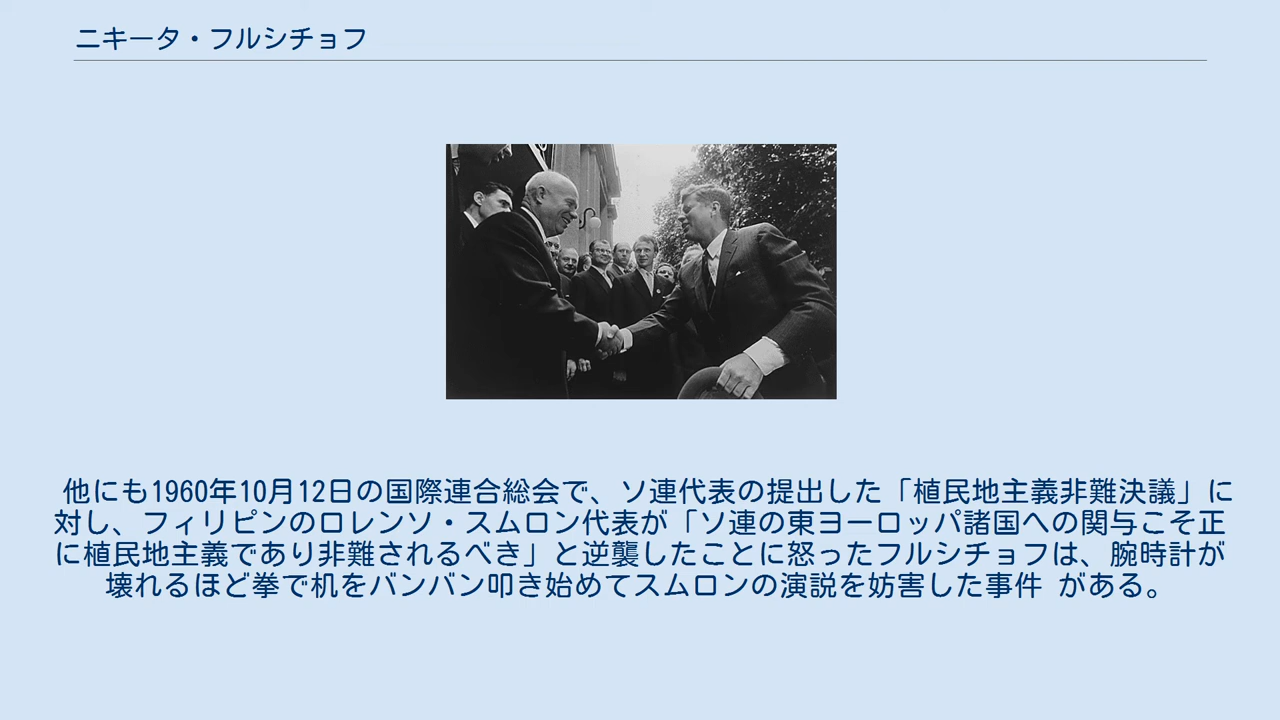 ニキータ・フルシチョフ
他にも1960年10月12日の国際連合総会で、ソ連代表の提出した「植民地主義非難決議」に
対し、フィリピンのロレンソ・スムロン代表が「ソ連の東ヨーロッパ諸国への関与こそ正
に植民地主義であり非難されるべき」と逆襲したことに怒ったフルシチョフは、腕時計が
壊れるほど拳で机をバンバン叩き始めてスムロンの演説を妨害した事件 がある。